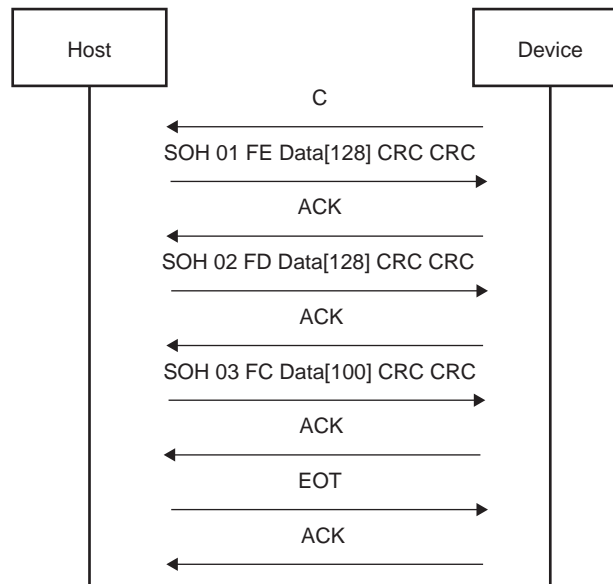 Host
Device
C
SOH 01 FE Data[128] CRC CRC
ACK
SOH 02 FD Data[128] CRC CRC
ACK
SOH 03 FC Data[100] CRC CRC
ACK
EOT
ACK